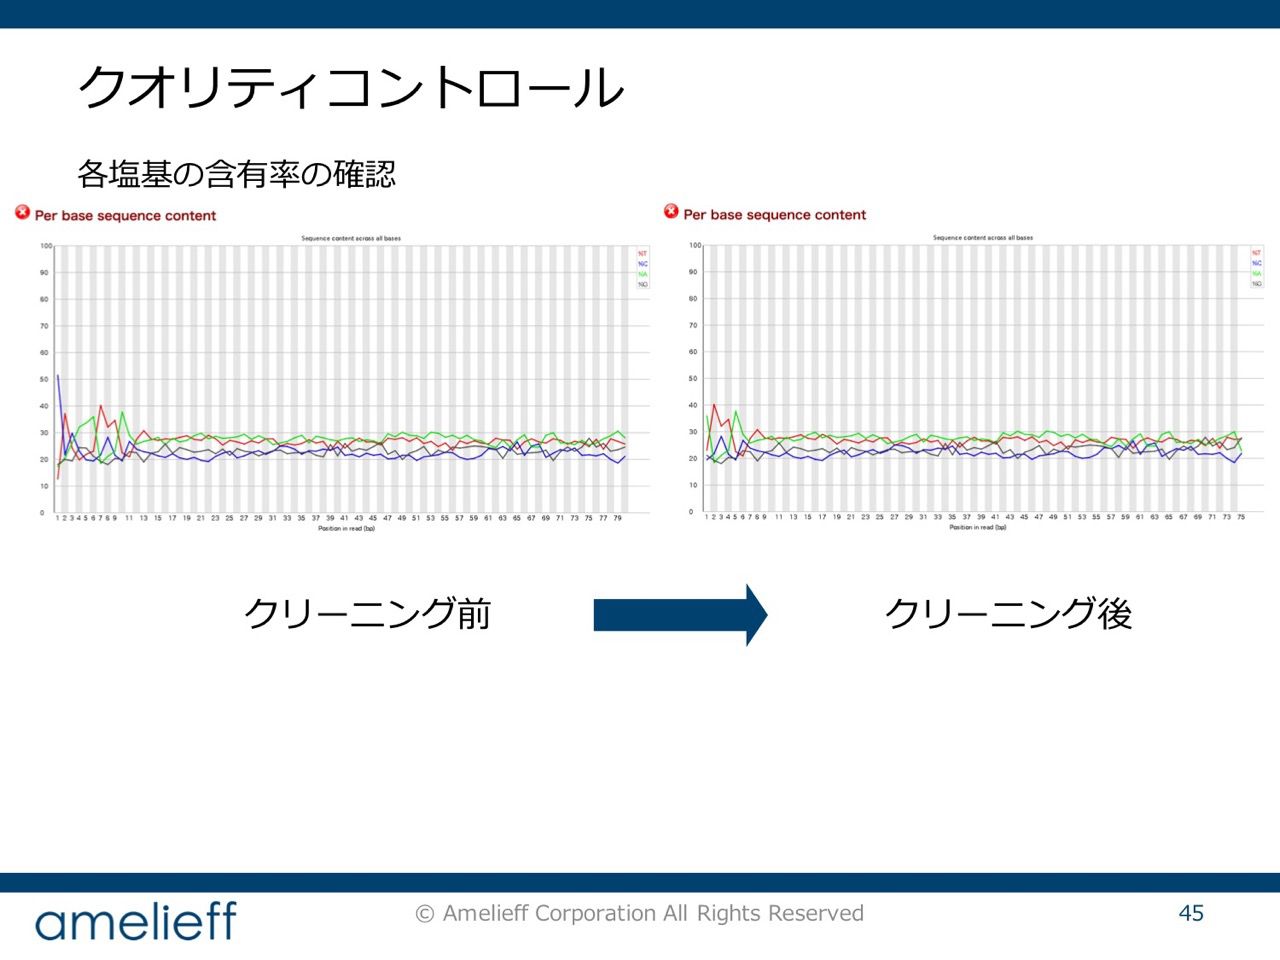 クオリティコントロール
各塩基の含有率の確認
Per base sequence content
Sequence content across all bases
100
90
80
70
60
50
40
30
20
10
0
%T
%C
%A
%G
1 2 3 4 5 6 7 8 9 11 13 15 17 19 21 23 25 27 29 31 33 35 37 39 41 43 45 47 49 51 53 55 57 59 61 63 65 67 69 71 73 75 77 79
Position in read (bp)
Per base sequence content
Sequence content across all bases
100
90
80
70
60
50
40
30
20
10
0
%T
%C
%A
%G
1 2 3 4 5 6 7 8 9 11 13 15 17 19 21 23 25 27 29 31 33 35 37 39 41 43 45 47 49 51 53 55 57 59 61 63 65 67 69 71 73 75
Position in read (bp)
クリーニング前
クリーニング後
amelieff
© Amelieff Corporation All Rights Reserved
45